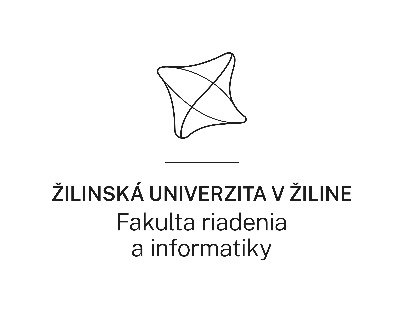 ŽILINSKÁ UNIVERZITA V ŽILINE
Fakulta riadenia
a informatiky